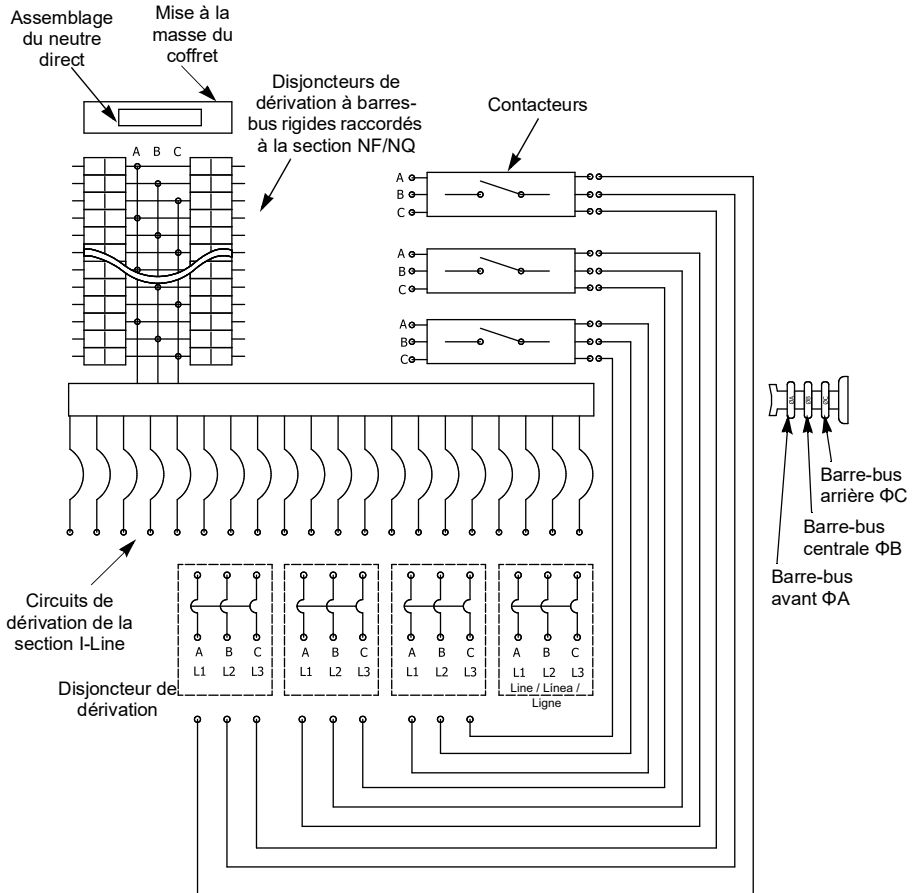 Assemblage
du neutre
direct
Mise à la
masse du
coffret
Disjoncteurs de
dérivation à barres-
bus rigides raccordés
à la section NF/NQ
Contacteurs
A B C
A
B
C
A
B
C
A
B
C
ΦA ΦB ΦC
Barre-bus
arrière ΦC
Barre-bus
centrale ΦB
Barre-bus
avant ΦA
Circuits de
dérivation de la
section I-Line
Disjoncteur de
dérivation
A B C
L1 L2 L3
A B C
L1 L2 L3
A B C
L1 L2 L3
A B C
L1 L2 L3
Line / Línea /
Ligne